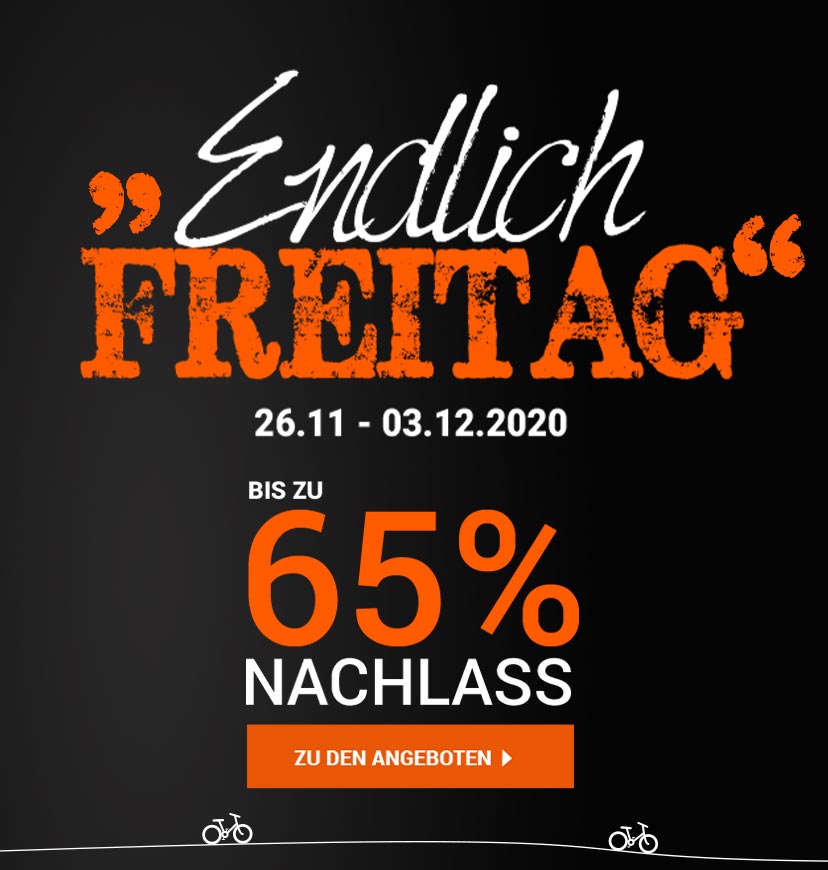 Endlich
”FREITAG“
26.11 - 03.12.2020
BIS ZU
65%
NACHLASS
ZU DEN ANGEBOTEN